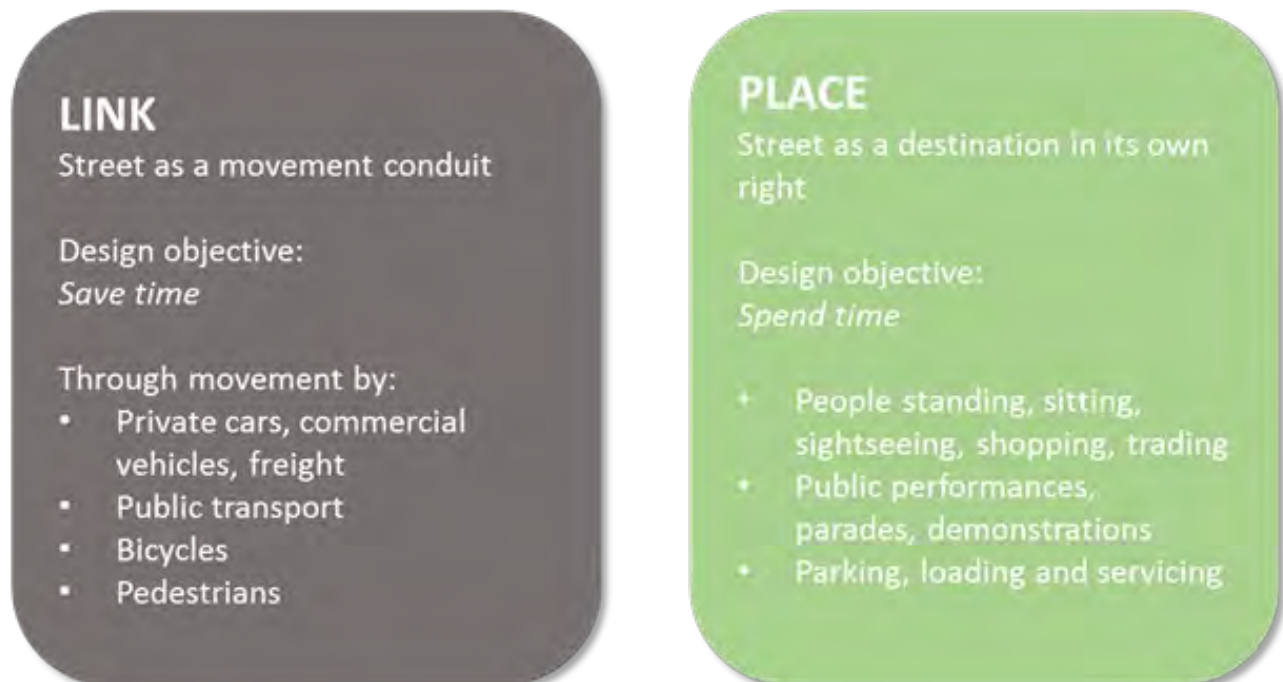 LINK
Street as a movement conduit
Design objective:
Save time
Through movement by:
• Private cars, commercial
vehicles, freight
• Public transport
• Bicycles
• Pedestrians
PLACE
Street as a destination in its own
right
Design objective:
Spend time
• People standing, sitting,
sightseeing, shopping, trading
• Public performances,
parades, demonstrations
• Parking, loading and servicing